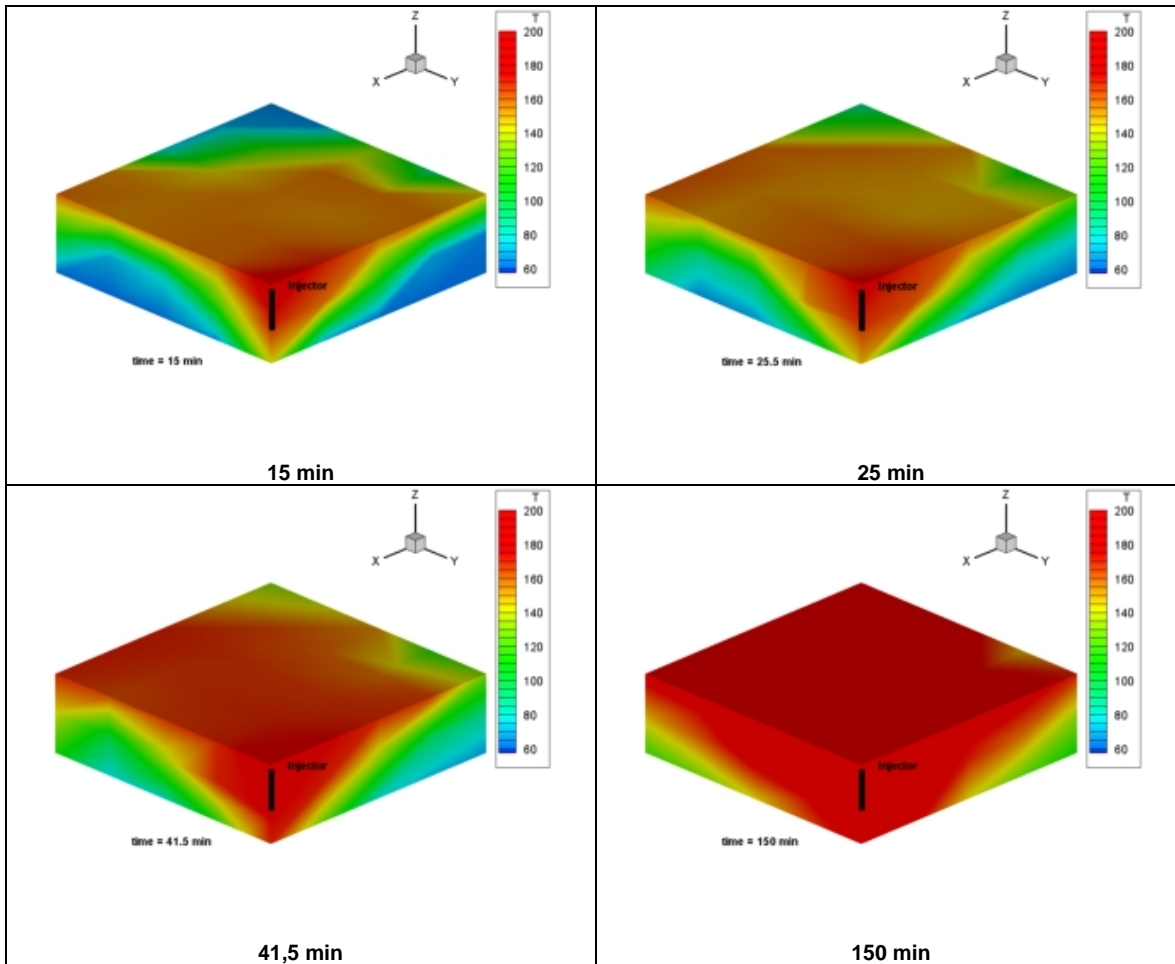 Z
X
Y
T
200
180
160
140
120
100
80
60
Injector
time = 15 min
15 min
Z
X
Y
T
200
180
160
140
120
100
80
60
Injector
time = 25.5 min
25 min
Z
X
Y
T
200
180
160
140
120
100
80
60
Injector
time = 41.5 min
41,5 min
Z
X
Y
T
200
180
160
140
120
100
80
60
Injector
time = 150 min
150 min